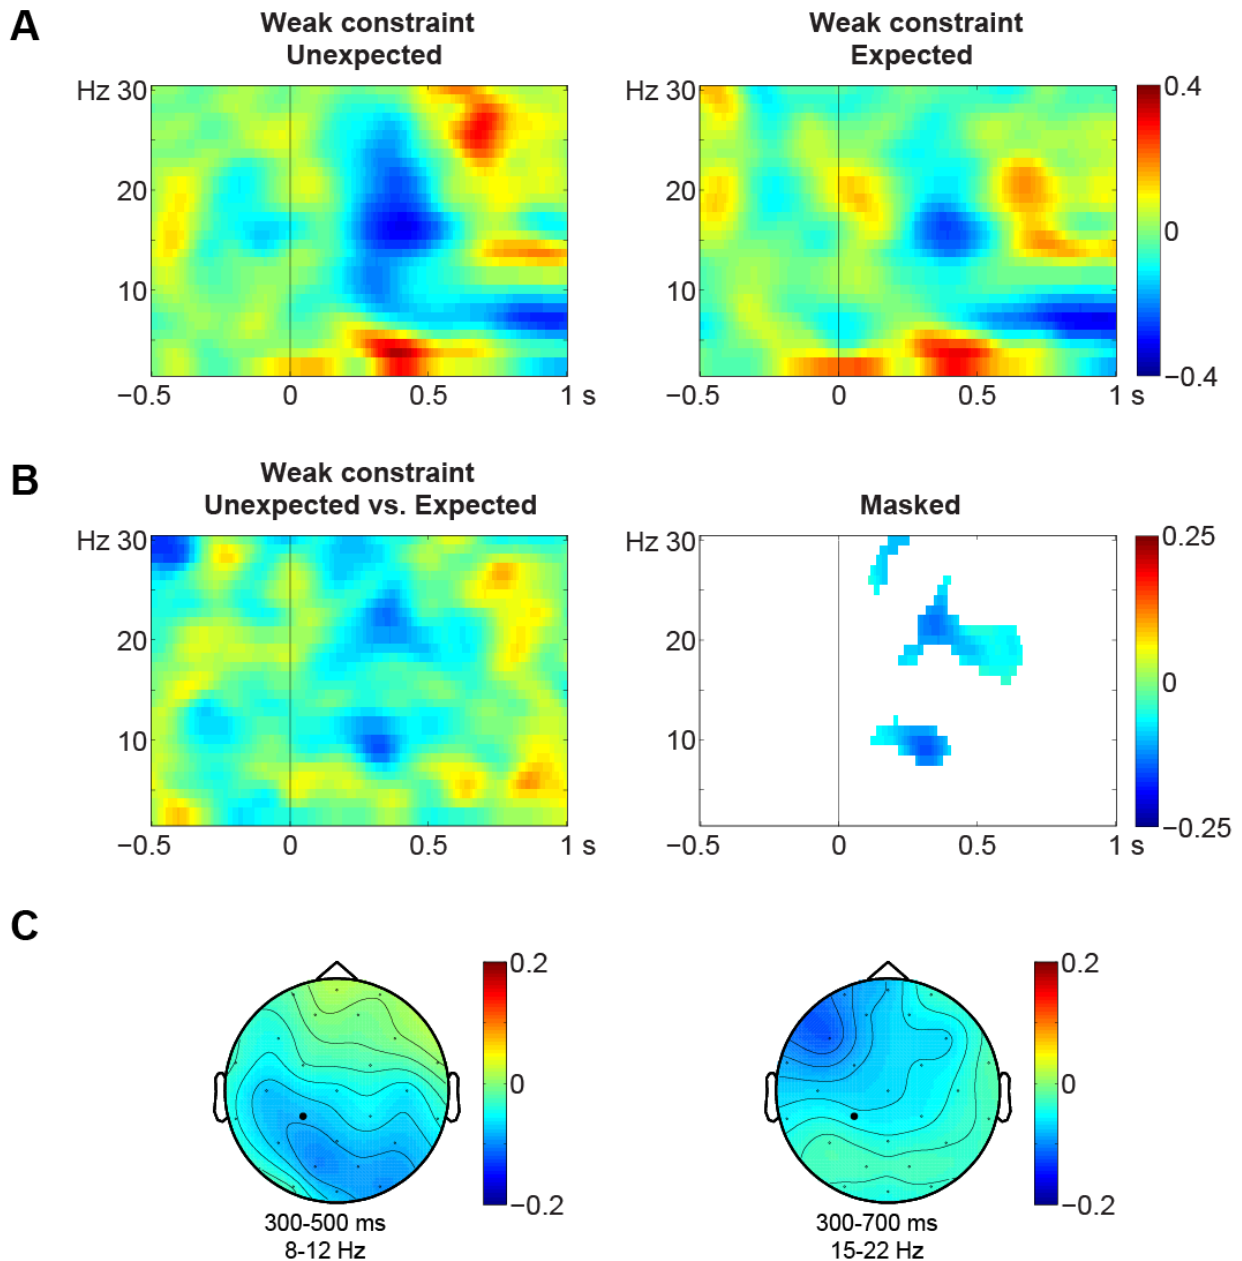 A
Weak constraint
Unexpected
Weak constraint
Expected
Hz 30
20
10
−0.5 0 0.5 1 s
Hz 30
20
10
−0.5 0 0.5 1 s
0.4
0
−0.4
B
Weak constraint
Unexpected vs. Expected
Masked
Hz 30
20
10
−0.5 0 0.5 1 s
Hz 30
20
10
−0.5 0 0.5 1 s
0.25
0
−0.25
C
0.2
0
−0.2
300-500 ms
8-12 Hz
0.2
0
−0.2
300-700 ms
15-22 Hz